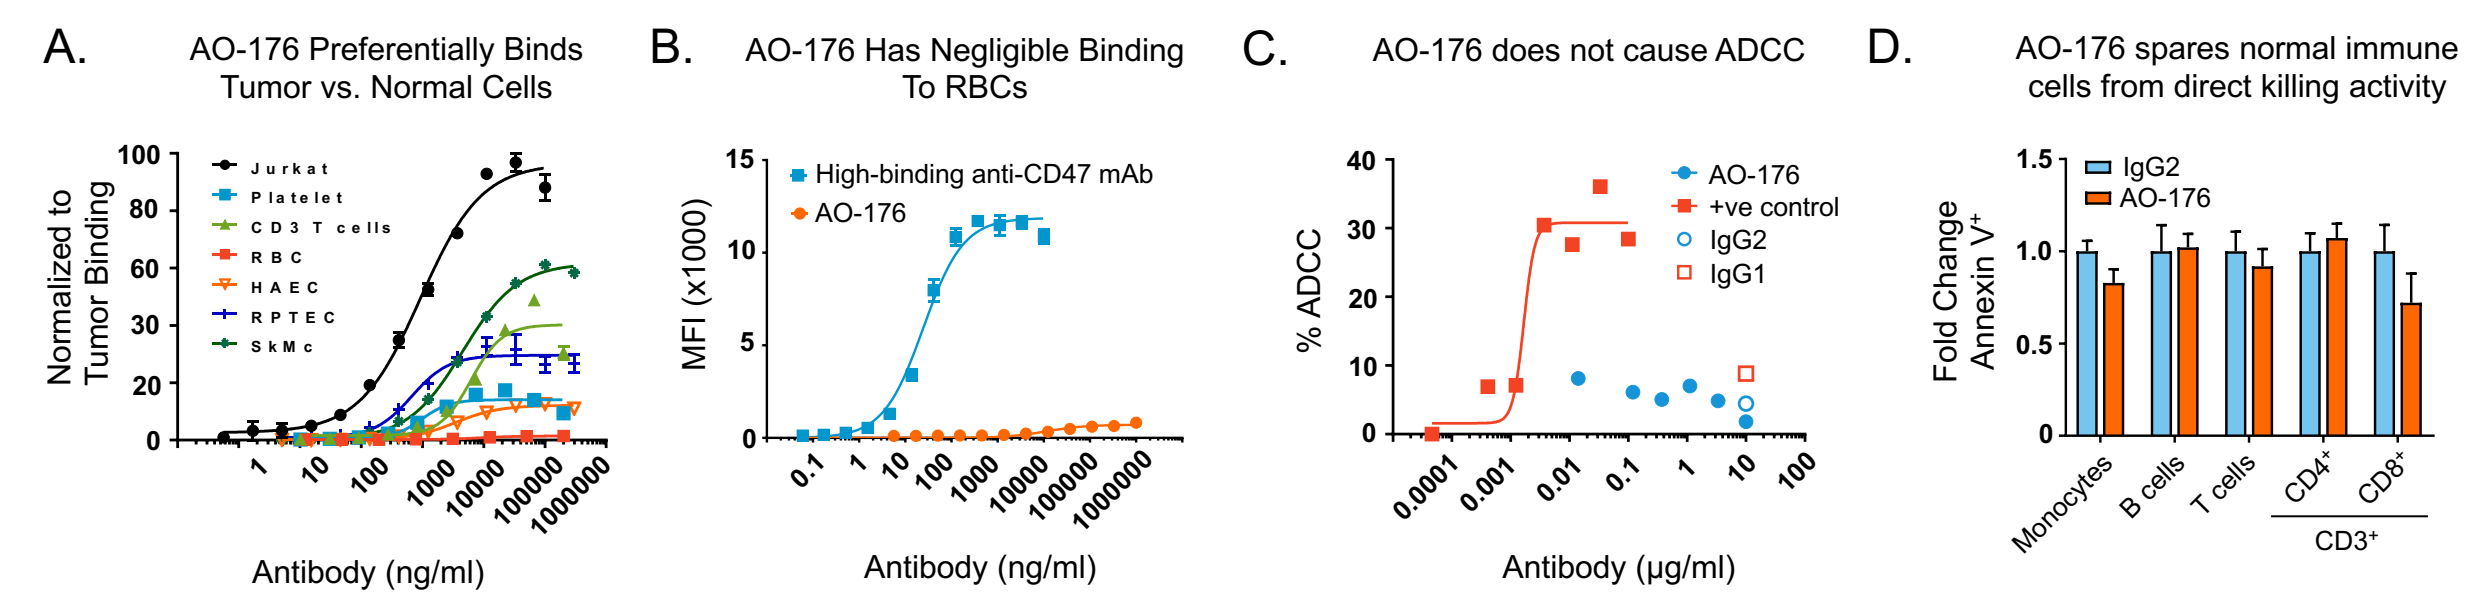 A.
AO-176 Preferentially Binds
Tumor vs. Normal Cells
Normalized to
Tumor Binding
100
80
60
30
20
0
Jurkat
Platelet
CD3 T cells
RBC
HAEC
RPTEC
SkMc
1
10
100
1000
10000
100000
1000000
Antibody (ng/ml)
B.
AO-176 Has Negligible Binding
To RBCs
MFI (x1000)
15
10
5
0
High-binding anti-CD47 mAb
AO-176
0.1
1
10
100
1000
10000
100000
1000000
Antibody (ng/ml)
C.
AO-176 does not cause ADCC
% ADCC
40
30
20
10
0
AO-176
+ve control
IgG2
IgG1
0.0001
0.001
0.01
0.1
1
10
100
Antibody (µg/ml)
D.
AO-176 spares normal immune
cells from direct killing activity
Fold Change
Annexin V⁺
1.5
1.0
0.5
0
IgG2
AO-176
Monocytes
B cells
T cells
CD4⁺
CD8⁺
CD3⁺